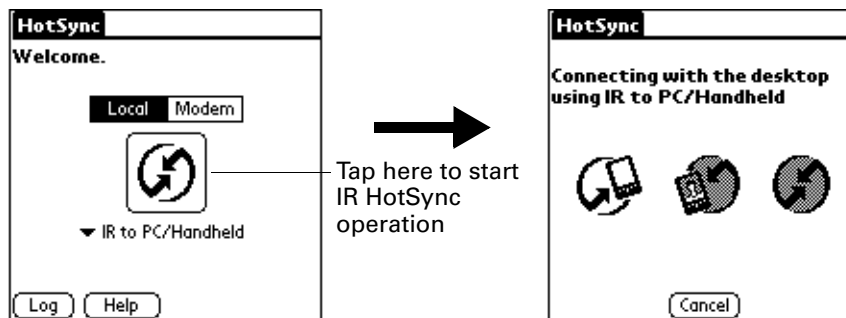 HotSync
Welcome.
Local Modem
IR to PC/Handheld
Log Help
Tap here to start
IR HotSync
operation
HotSync
Connecting with the desktop
using IR to PC/Handheld
Cancel